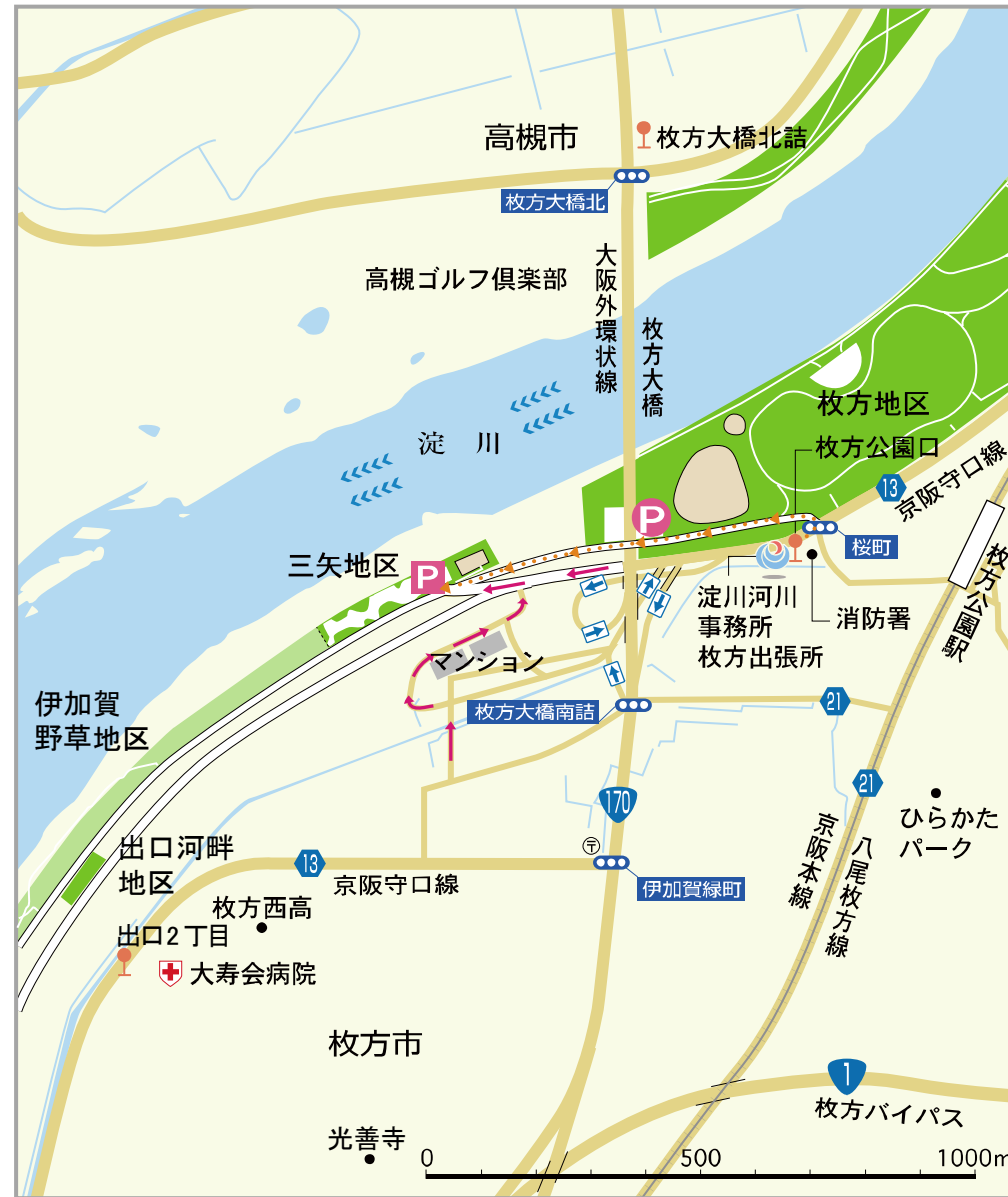 高槻市
枚方大橋北詰
枚方大橋北
高槻ゴルフ倶楽部
大阪外環状線
枚方大橋
淀川
枚方地区
枚方公園口
13
京阪守口線
P
桜町
三矢地区
P
淀川河川
事務所
枚方出張所
消防署
枚方公園駅
マンション
伊加賀
野草地区
枚方大橋南詰
21
21
170
ひらかた
パーク
出口河畔
地区
13
京阪守口線
〒
伊加賀緑町
京阪本線
八尾枚方線
枚方西高
出口2丁目
大寿会病院
枚方市
1
枚方バイパス
光善寺
0 500 1000m